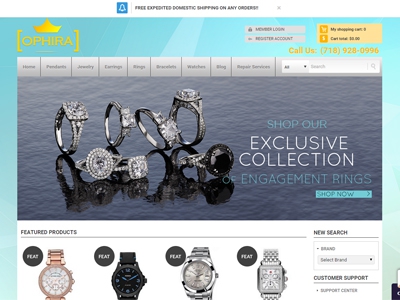 FREE EXPEDITED DOMESTIC SHIPPING ON ANY ORDERS!!
[OPHIRA]
MEMBER LOGIN
REGISTER ACCOUNT
My shopping cart: 0
Cart total: $0.00
Call Us: (718) 928-0996
Home
Pendants
Jewelry
Earrings
Rings
Bracelets
Watches
Blog
Repair Services
All
Search
SHOP OUR
EXCLUSIVE
COLLECTION
OF ENGAGEMENT RINGS
SHOP NOW
FEATURED PRODUCTS
FEAT
FEAT
FEAT
FEAT
NEW SEARCH
BRAND
Select Brand
CUSTOMER SUPPORT
SUPPORT CENTER